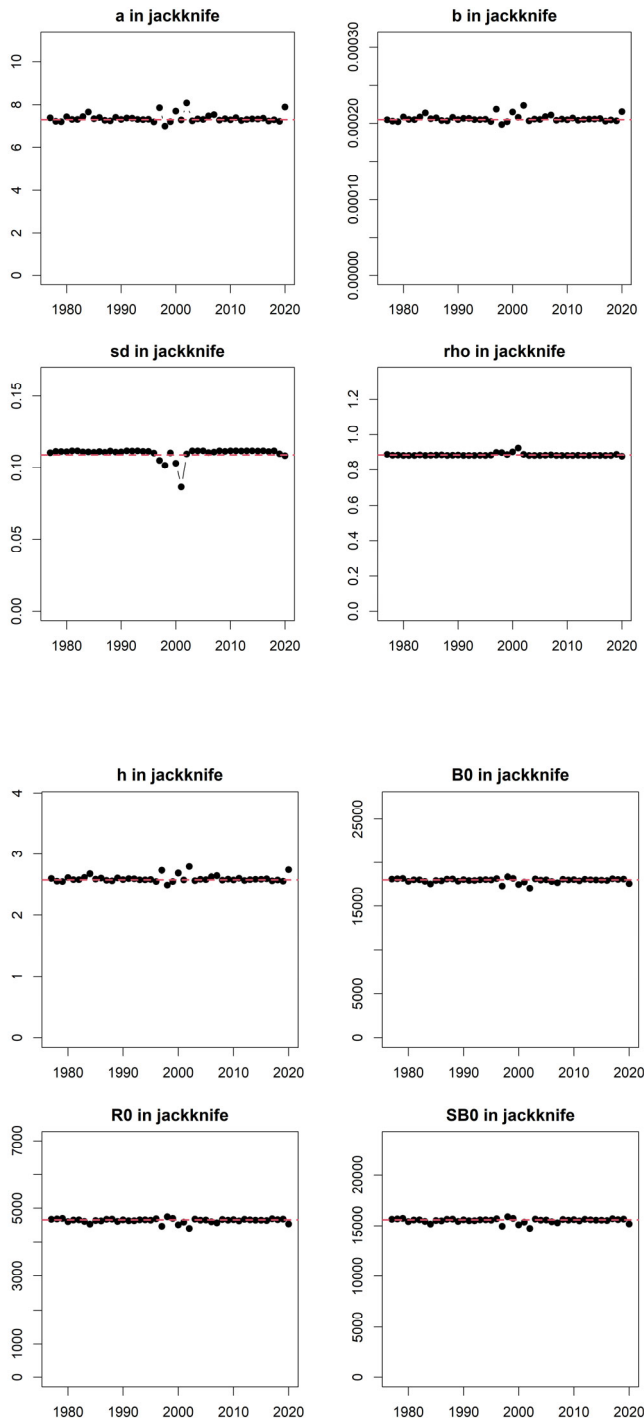 a in jackknife
0 2 4 6 8 10
1980 1990 2000 2010 2020
b in jackknife
0.00000 0.00010 0.00020 0.00030
1980 1990 2000 2010 2020
sd in jackknife
0.00 0.05 0.10 0.15
1980 1990 2000 2010 2020
rho in jackknife
0.0 0.2 0.4 0.6 0.8 1.0 1.2
1980 1990 2000 2010 2020
h in jackknife
0 1 2 3 4
1980 1990 2000 2010 2020
B0 in jackknife
0 5000 15000 25000
1980 1990 2000 2010 2020
R0 in jackknife
0 1000 3000 5000 7000
1980 1990 2000 2010 2020
SB0 in jackknife
0 5000 10000 15000 20000
1980 1990 2000 2010 2020